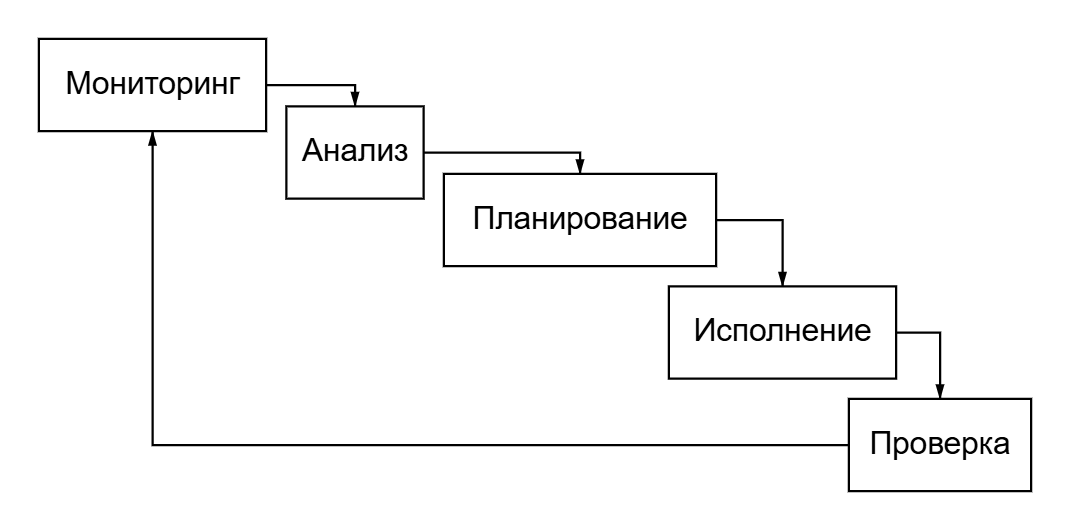 Мониторинг
Анализ
Планирование
Исполнение
Проверка